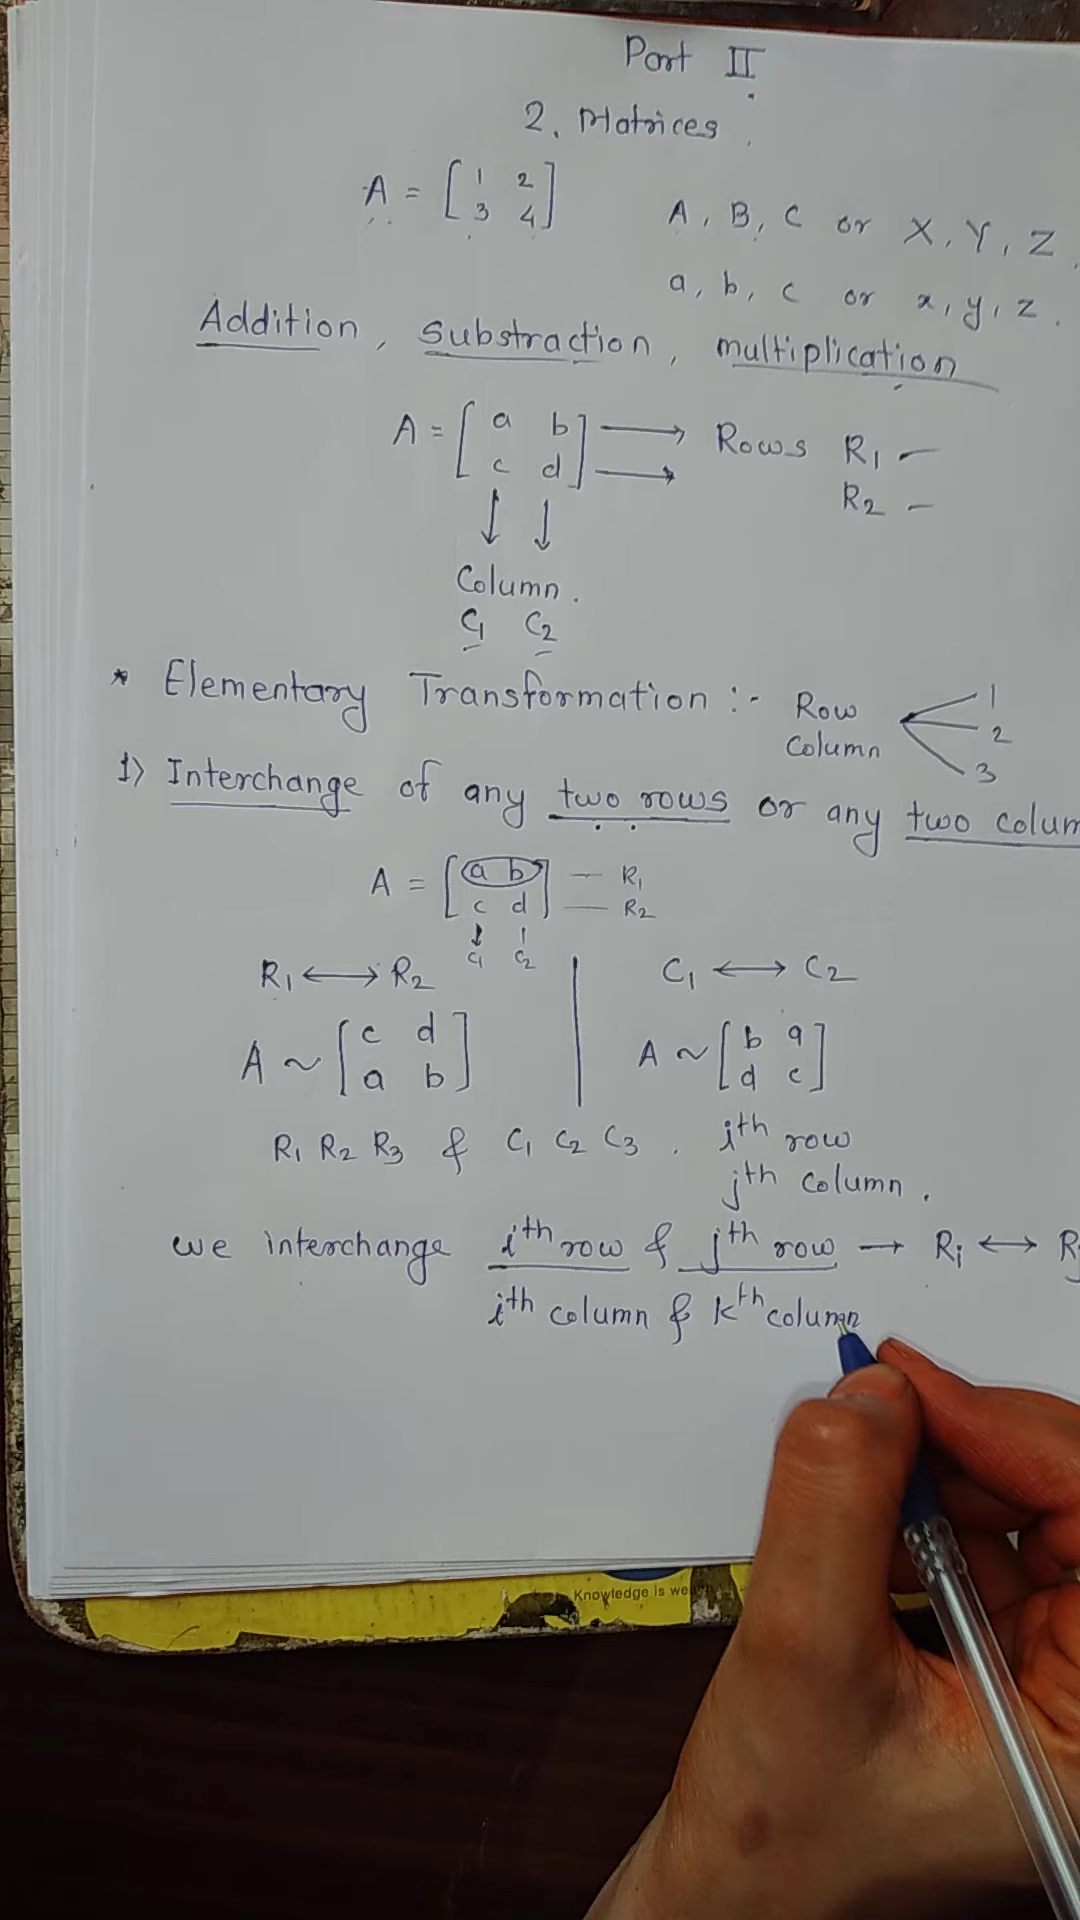 Part II
2. Matrices.
A = [ 1 2
3 4 ]
A, B, C or X, Y, Z.
a, b, c or x, y, z.
Addition, substraction, multiplication
A = [ a b
c d ] → Rows R1 –
→ R2 –
↓ ↓
Column.
C1 C2
* Elementary Transformation :- Row
Column
1
2
3
1) Interchange of any two rows or any two colum
A = [ a b ] — R1
c d — R2
↓
C1 C2
R1 ↔ R2
A ~ [ c d
a b ]
C1 ↔ C2
A ~ [ b a
d c ]
R1 R2 R3 & C1 C2 C3. ith row
jth column.
we interchange ith row & jth row → Ri ↔ R
ith column & kth column
Knowledge is we